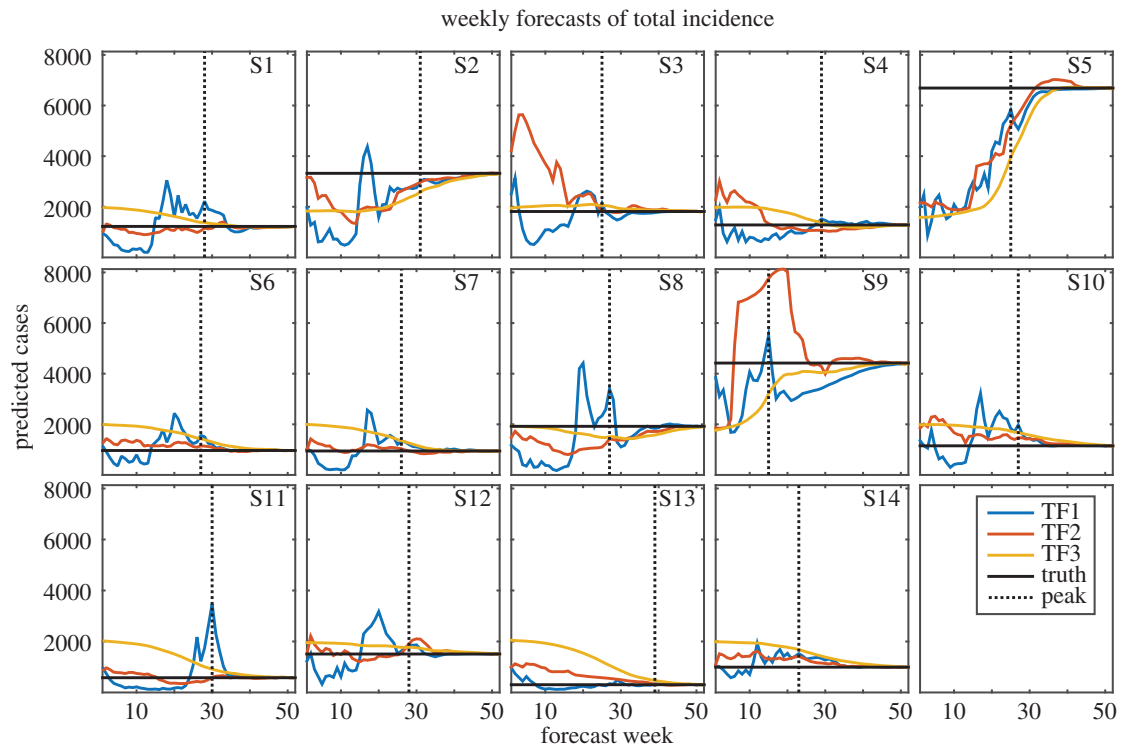 weekly forecasts of total incidence
8000 S1 S2 S3 S4 S5
6000
4000
2000
8000 S6 S7 S8 S9 S10
6000
4000
2000
predicted cases
8000 S11 S12 S13 S14
6000
4000
2000
TF1
TF2
TF3
truth
peak
10 30 50 10 30 50 10 30 50 10 30 50 10 30 50
forecast week